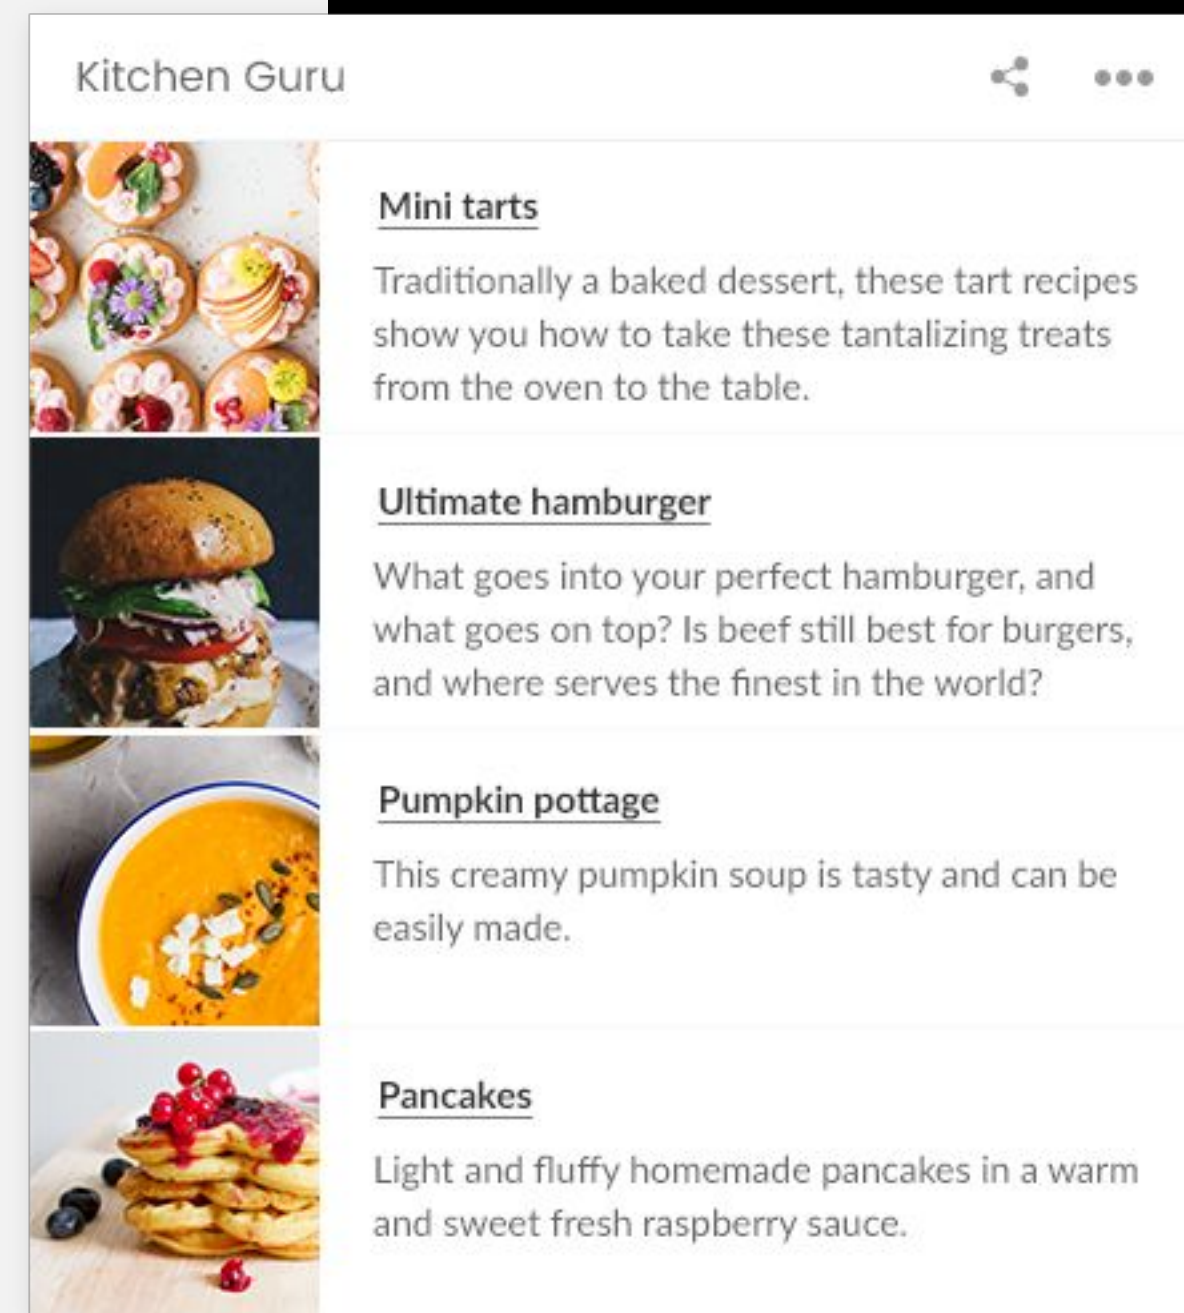 Kitchen Guru
Mini tarts
Traditionally a baked dessert, these tart recipes
show you how to take these tantalizing treats
from the oven to the table.
Ultimate hamburger
What goes into your perfect hamburger, and
what goes on top? Is beef still best for burgers,
and where serves the finest in the world?
Pumpkin pottage
This creamy pumpkin soup is tasty and can be
easily made.
Pancakes
Light and fluffy homemade pancakes in a warm
and sweet fresh raspberry sauce.